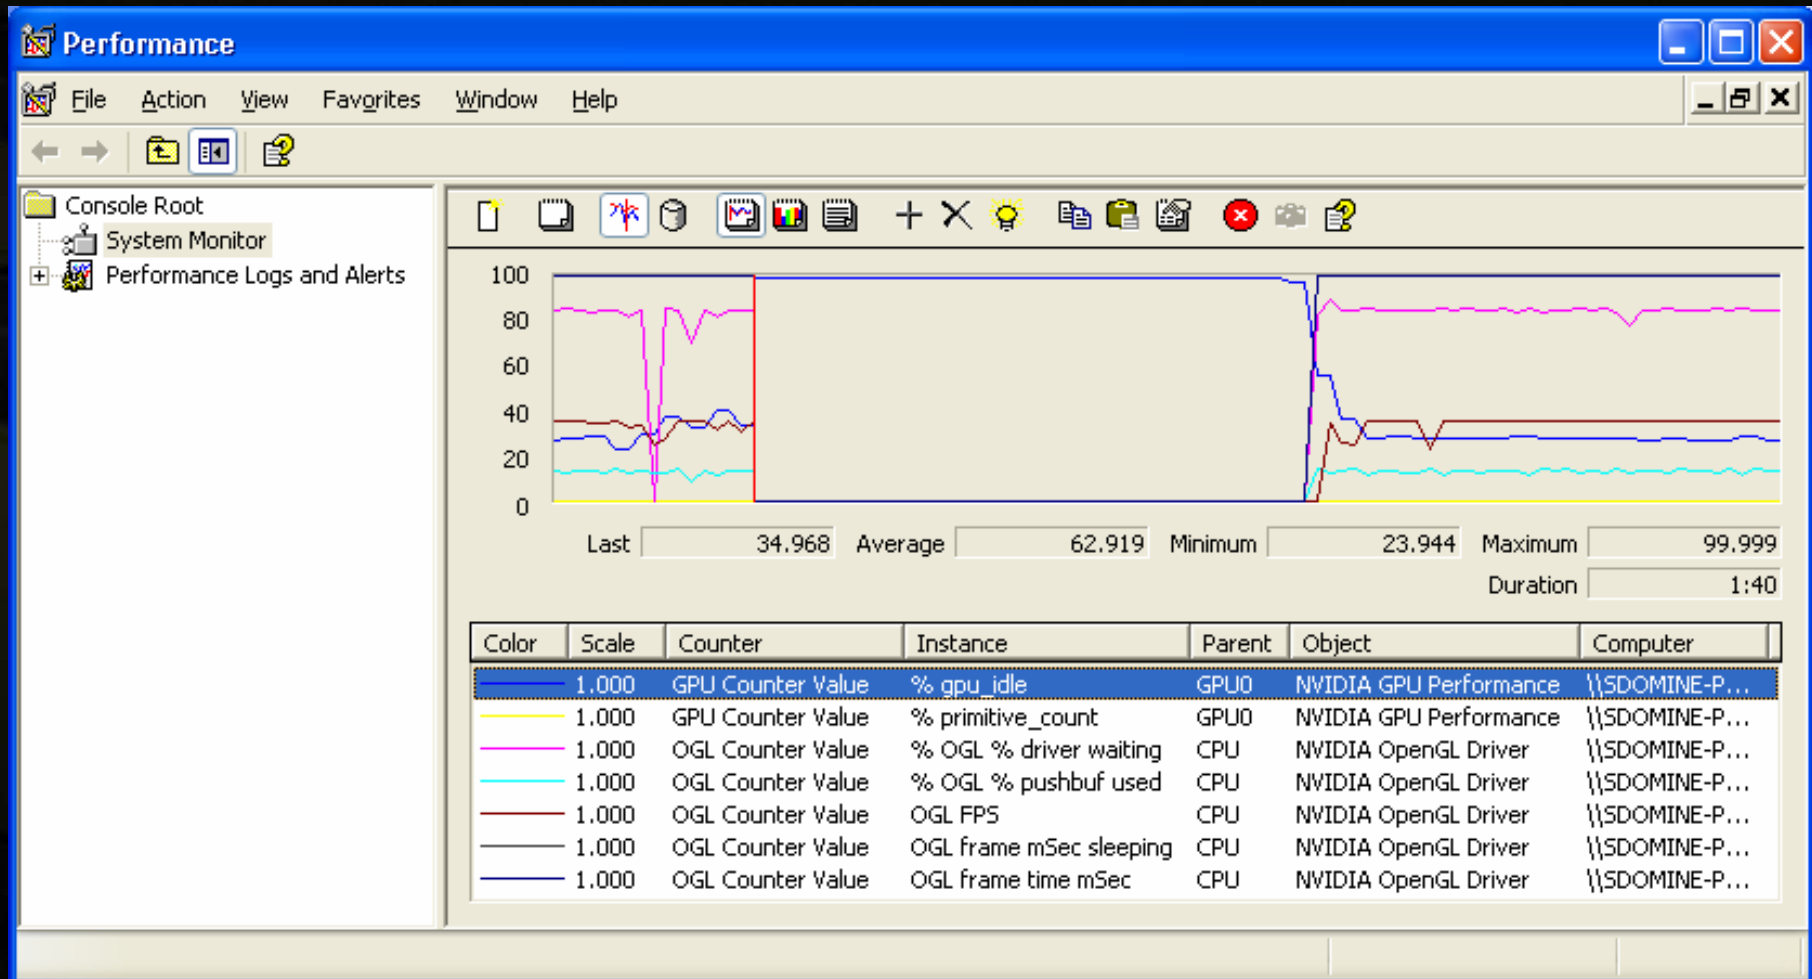 Performance
File Action View Favorites Window Help
Console Root
System Monitor
Performance Logs and Alerts
100
80
60
40
20
0
Last 34.968 Average 62.919 Minimum 23.944 Maximum 99.999
Duration 1:40
Color Scale Counter Instance Parent Object Computer
1.000 GPU Counter Value % gpu_idle GPU0 NVIDIA GPU Performance \\SDOMINE-P...
1.000 GPU Counter Value % primitive_count GPU0 NVIDIA GPU Performance \\SDOMINE-P...
1.000 OGL Counter Value % OGL % driver waiting CPU NVIDIA OpenGL Driver \\SDOMINE-P...
1.000 OGL Counter Value % OGL % pushbuf used CPU NVIDIA OpenGL Driver \\SDOMINE-P...
1.000 OGL Counter Value OGL FPS CPU NVIDIA OpenGL Driver \\SDOMINE-P...
1.000 OGL Counter Value OGL frame mSec sleeping CPU NVIDIA OpenGL Driver \\SDOMINE-P...
1.000 OGL Counter Value OGL frame time mSec CPU NVIDIA OpenGL Driver \\SDOMINE-P...